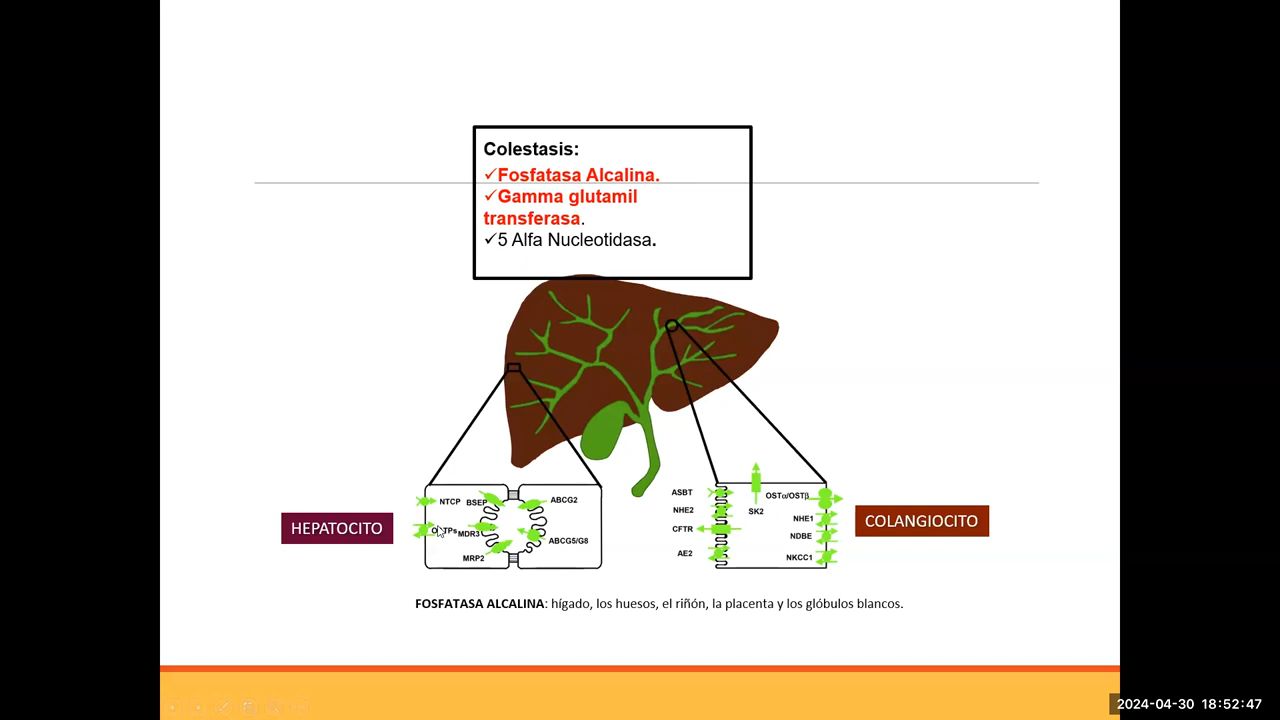 Colestasis:
✓Fosfatasa Alcalina.
✓Gamma glutamil
transferasa.
✓5 Alfa Nucleotidasa.
NTCP
BSEP
ABCG2
MDR3
ABCG5/G8
MRP2
HEPATOCITO
ASBT
NHE2
CFTR
AE2
SK2
OSTα/OSTβ
NHE1
NDBE
NKCC1
COLANGIOCITO
FOSFATASA ALCALINA: hígado, los huesos, el riñón, la placenta y los glóbulos blancos.
2024-04-30 18:52:47